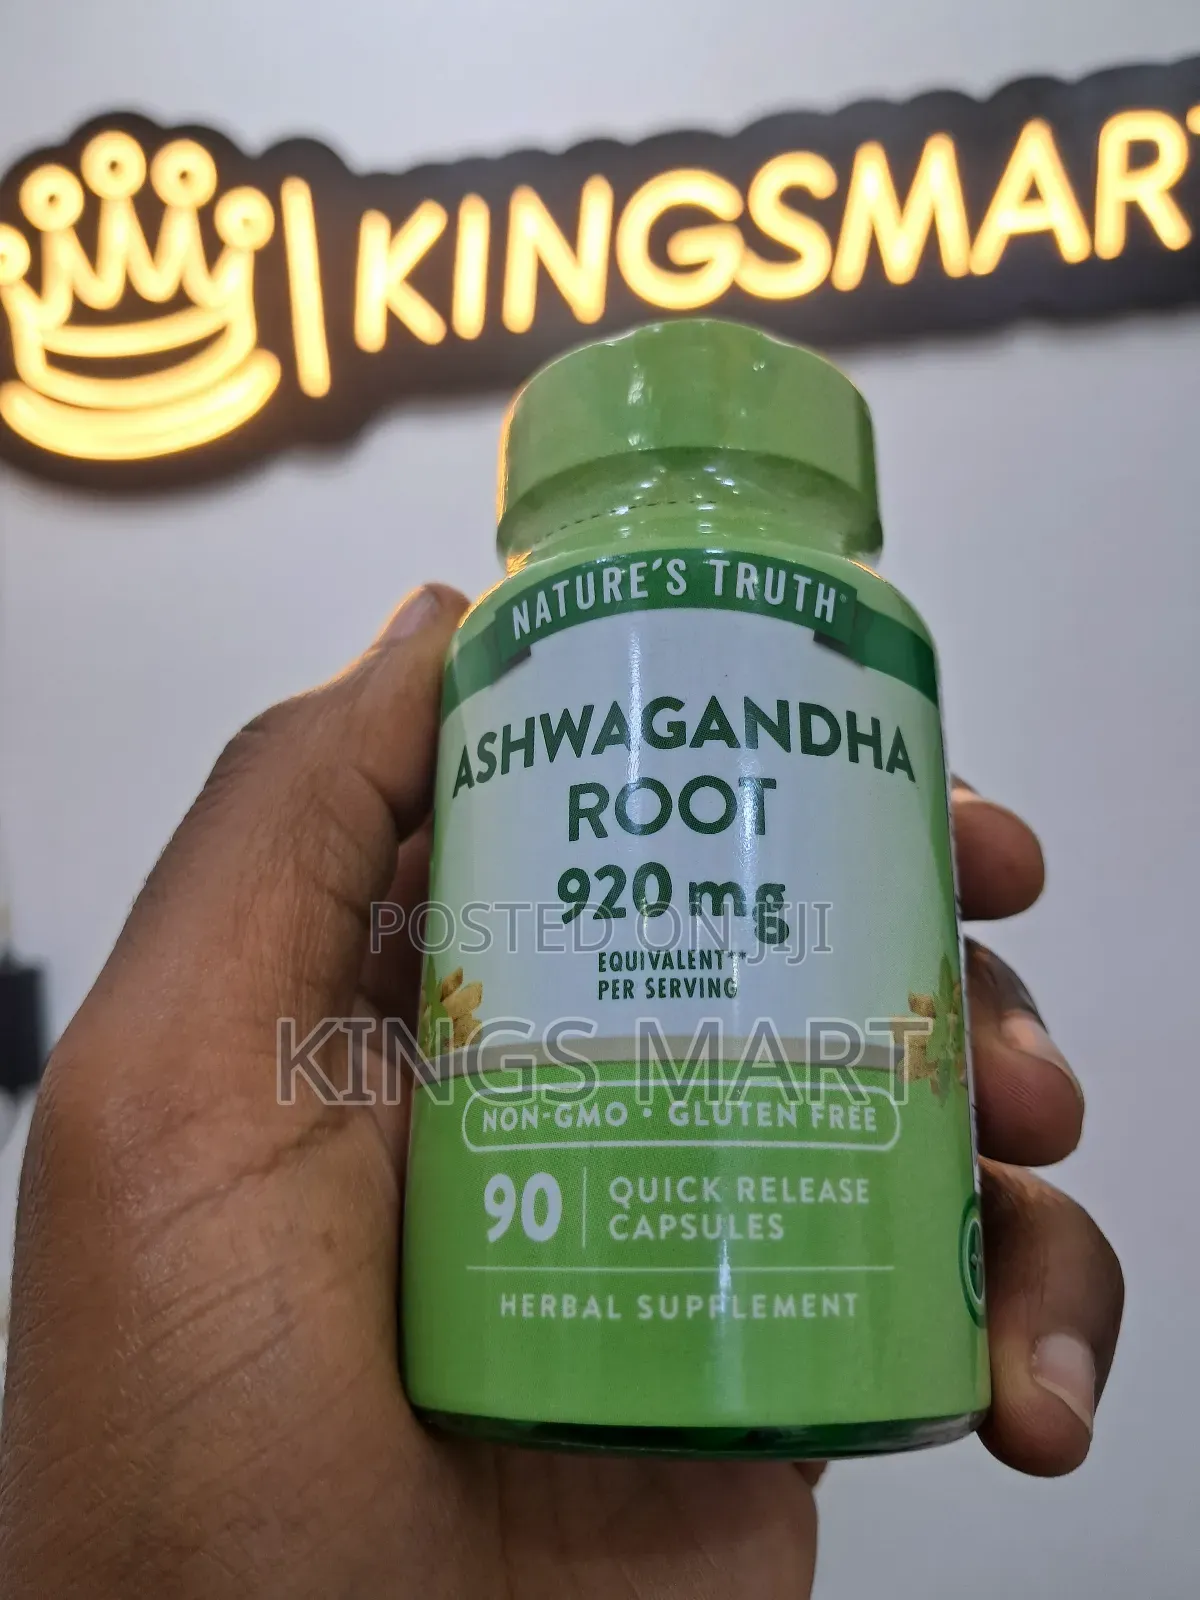 KINGSMART
NATURE'S TRUTH®
ASHWAGANDHA
ROOT
920 mg
POSTED ON JIJI
EQUIVALENT**
PER SERVING
KINGS MART
NON-GMO • GLUTEN FREE
90 QUICK RELEASE
CAPSULES
HERBAL SUPPLEMENT